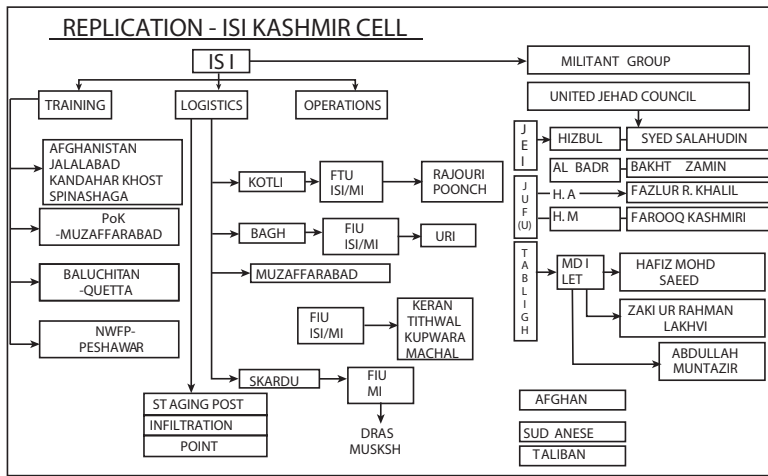 REPLICATION - ISI KASHMIR CELL
IS I
MILITANT GROUP
TRAINING
LOGISTICS
OPERATIONS
UNITED JEHAD COUNCIL
AFGHANISTAN
JALALABAD
KANDAHAR KHOST
SPINASHAGA
PoK
-MUZAFFARABAD
BALUCHITAN
-QUETTA
NWFP-
PESHAWAR
KOTLI
FTU
ISI/MI
RAJOURI
POONCH
BAGH
FIU
ISI/MI
URI
MUZAFFARABAD
FIU
ISI/MI
KERAN
TITHWAL
KUPWARA
MACHAL
SKARDU
FIU
MI
DRAS
MUSKSH
ST AGING POST
INFILTRATION
POINT
J E I
HIZBUL
SYED SALAHUDIN
AL BADR
BAKHT ZAMIN
J U F (U)
H. A
FAZLUR R. KHALIL
H. M
FAROOQ KASHMIRI
T A B L I G H
MD I
LET
HAFIZ MOHD
SAEED
ZAKI UR RAHMAN
LAKHVI
ABDULLAH
MUNTAZIR
AFGHAN
SUD ANESE
TALIBAN